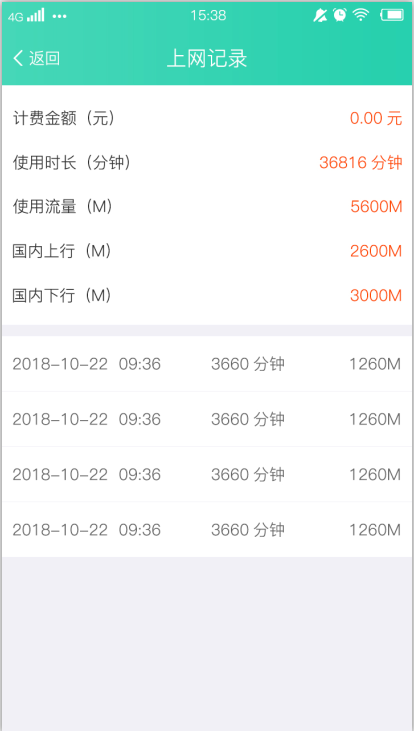 4G 15:38
返回 上网记录
计费金额（元） 0.00 元
使用时长（分钟） 36816 分钟
使用流量（M） 5600M
国内上行（M） 2600M
国内下行（M） 3000M
2018-10-22 09:36 3660 分钟 1260M
2018-10-22 09:36 3660 分钟 1260M
2018-10-22 09:36 3660 分钟 1260M
2018-10-22 09:36 3660 分钟 1260M